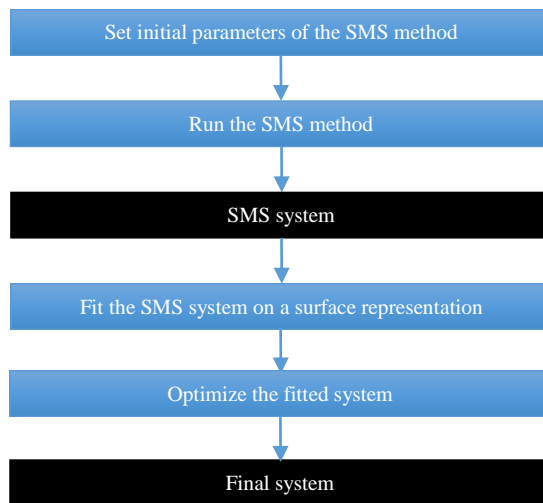 Set initial parameters of the SMS method
Run the SMS method
SMS system
Fit the SMS system on a surface representation
Optimize the fitted system
Final system